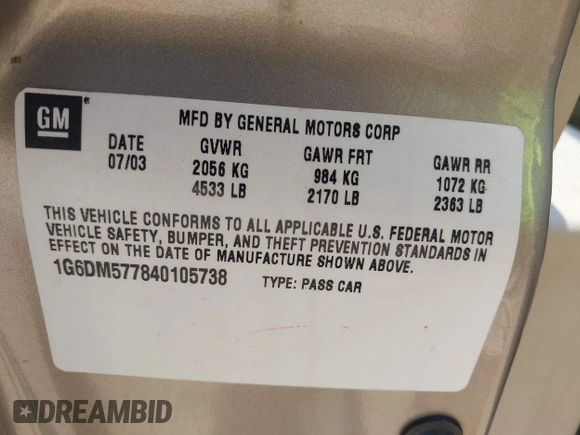 GM ®
MFD BY GENERAL MOTORS CORP
DATE GVWR GAWR FRT GAWR RR
07/03 2056 KG 984 KG 1072 KG
4533 LB 2170 LB 2363 LB
THIS VEHICLE CONFORMS TO ALL APPLICABLE U.S. FEDERAL MOTOR
VEHICLE SAFETY, BUMPER, AND THEFT PREVENTION STANDARDS IN
EFFECT ON THE DATE OF MANUFACTURE SHOWN ABOVE.
1G6DM577840105738 TYPE: PASS CAR
DREAMBID